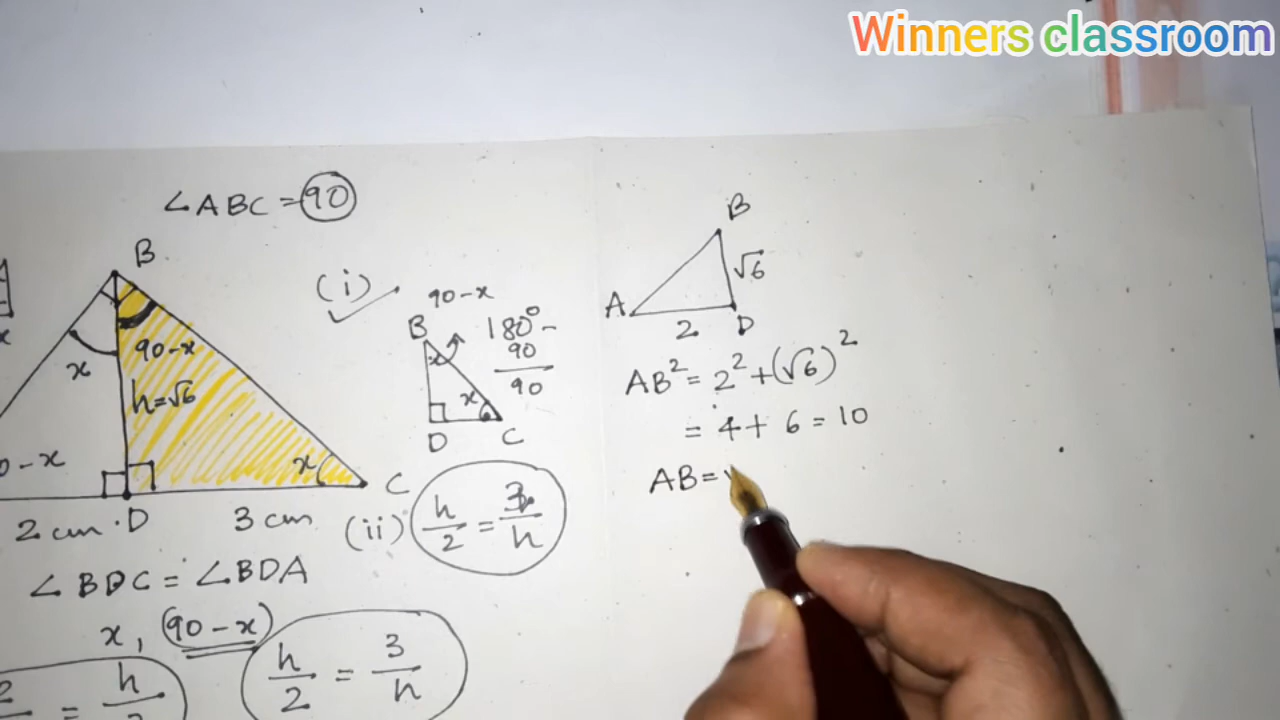 Winners classroom
∠ABC = 90
B
x
90-x
h=√6
x
C
2 cm
D
3 cm
(i)
90-x
B
180°-
90
90
x
x
D
C
(ii) h/2 = 3/h
∠BDC = ∠BDA
x, (90-x)
h/2 = 3/h
B
√6
A
2
D
AB² = 2² + (√6)²
= 4 + 6 = 10
AB =